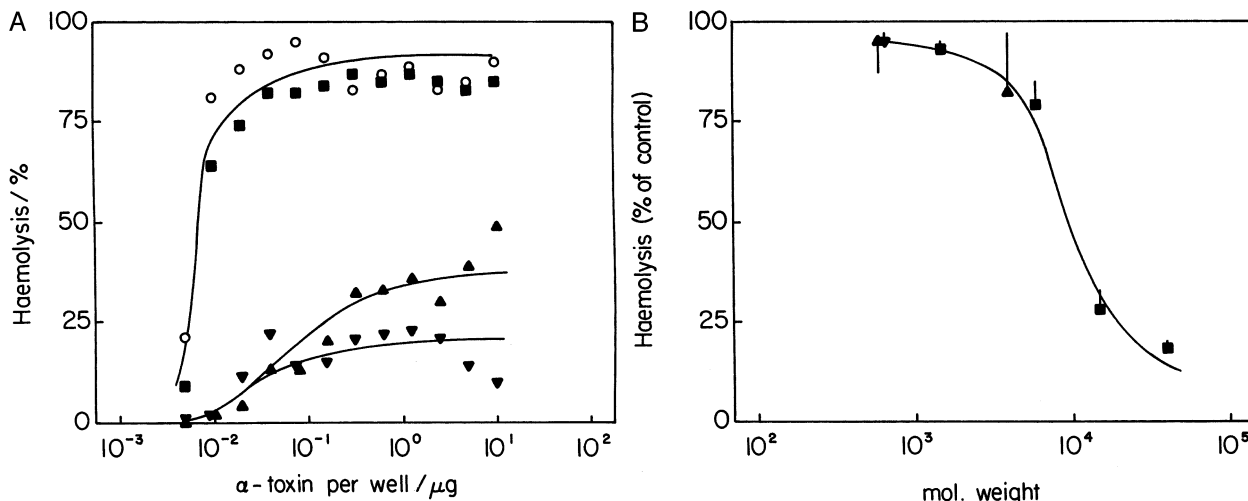 A
100
75
50
25
0
Haemolysis / %
10⁻³ 10⁻² 10⁻¹ 10⁰ 10¹ 10²
α-toxin per well / μg
B
100
75
50
25
0
Haemolysis (% of control)
10² 10³ 10⁴ 10⁵
mol. weight